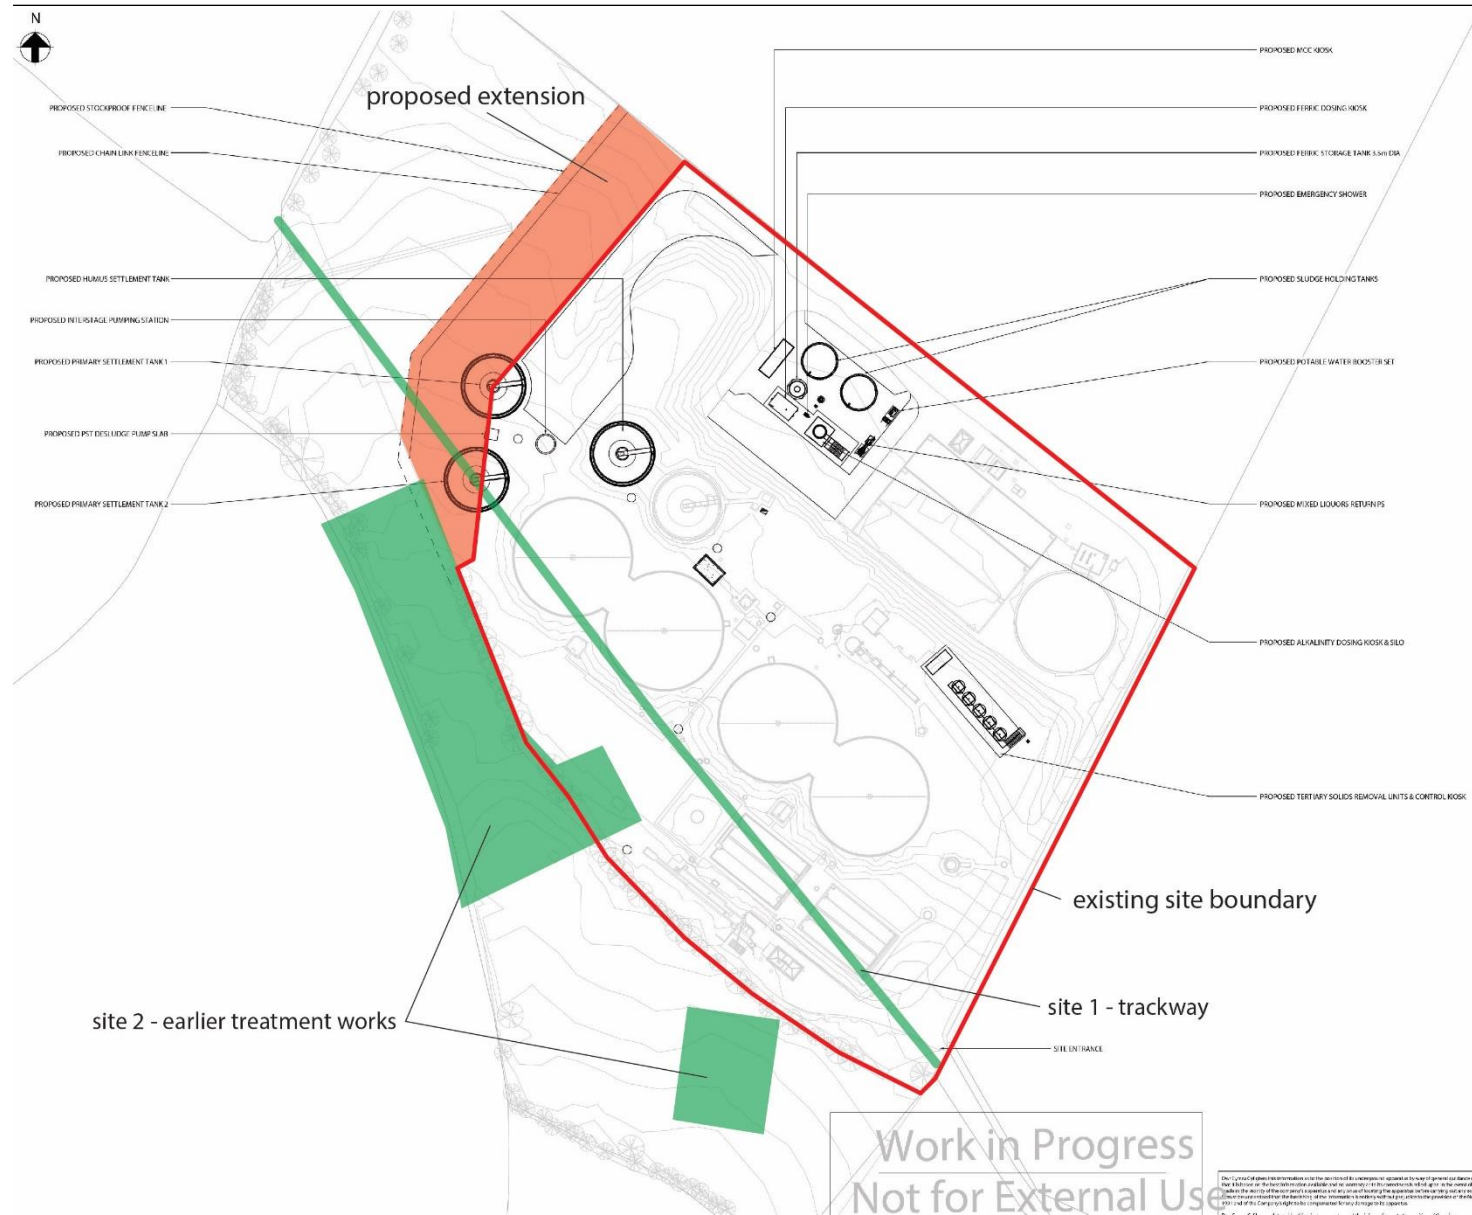 N
proposed extension
PROPOSED STOCKPROOF FENCELINE
PROPOSED CHAIN LINK FENCELINE
PROPOSED HUMUS SETTLEMENT TANK
PROPOSED INTERSTAGE PUMPING STATION
PROPOSED PRIMARY SETTLEMENT TANK 1
PROPOSED PST DESLUDGE PUMP SLAB
PROPOSED PRIMARY SETTLEMENT TANK 2
PROPOSED MCC KIOSK
PROPOSED FERRIC DOSING KIOSK
PROPOSED FERRIC STORAGE TANK 3.5m DIA
PROPOSED EMERGENCY SHOWER
PROPOSED SLUDGE HOLDING TANKS
PROPOSED POTABLE WATER BOOSTER SET
PROPOSED MIXED LIQUORS RETURN PS
PROPOSED ALKALINITY DOSING KIOSK & SILO
PROPOSED TERTIARY SOLIDS REMOVAL UNITS & CONTROL KIOSK
existing site boundary
site 1 - trackway
site 2 - earlier treatment works
SITE ENTRANCE
Work in Progress
Not for External Use